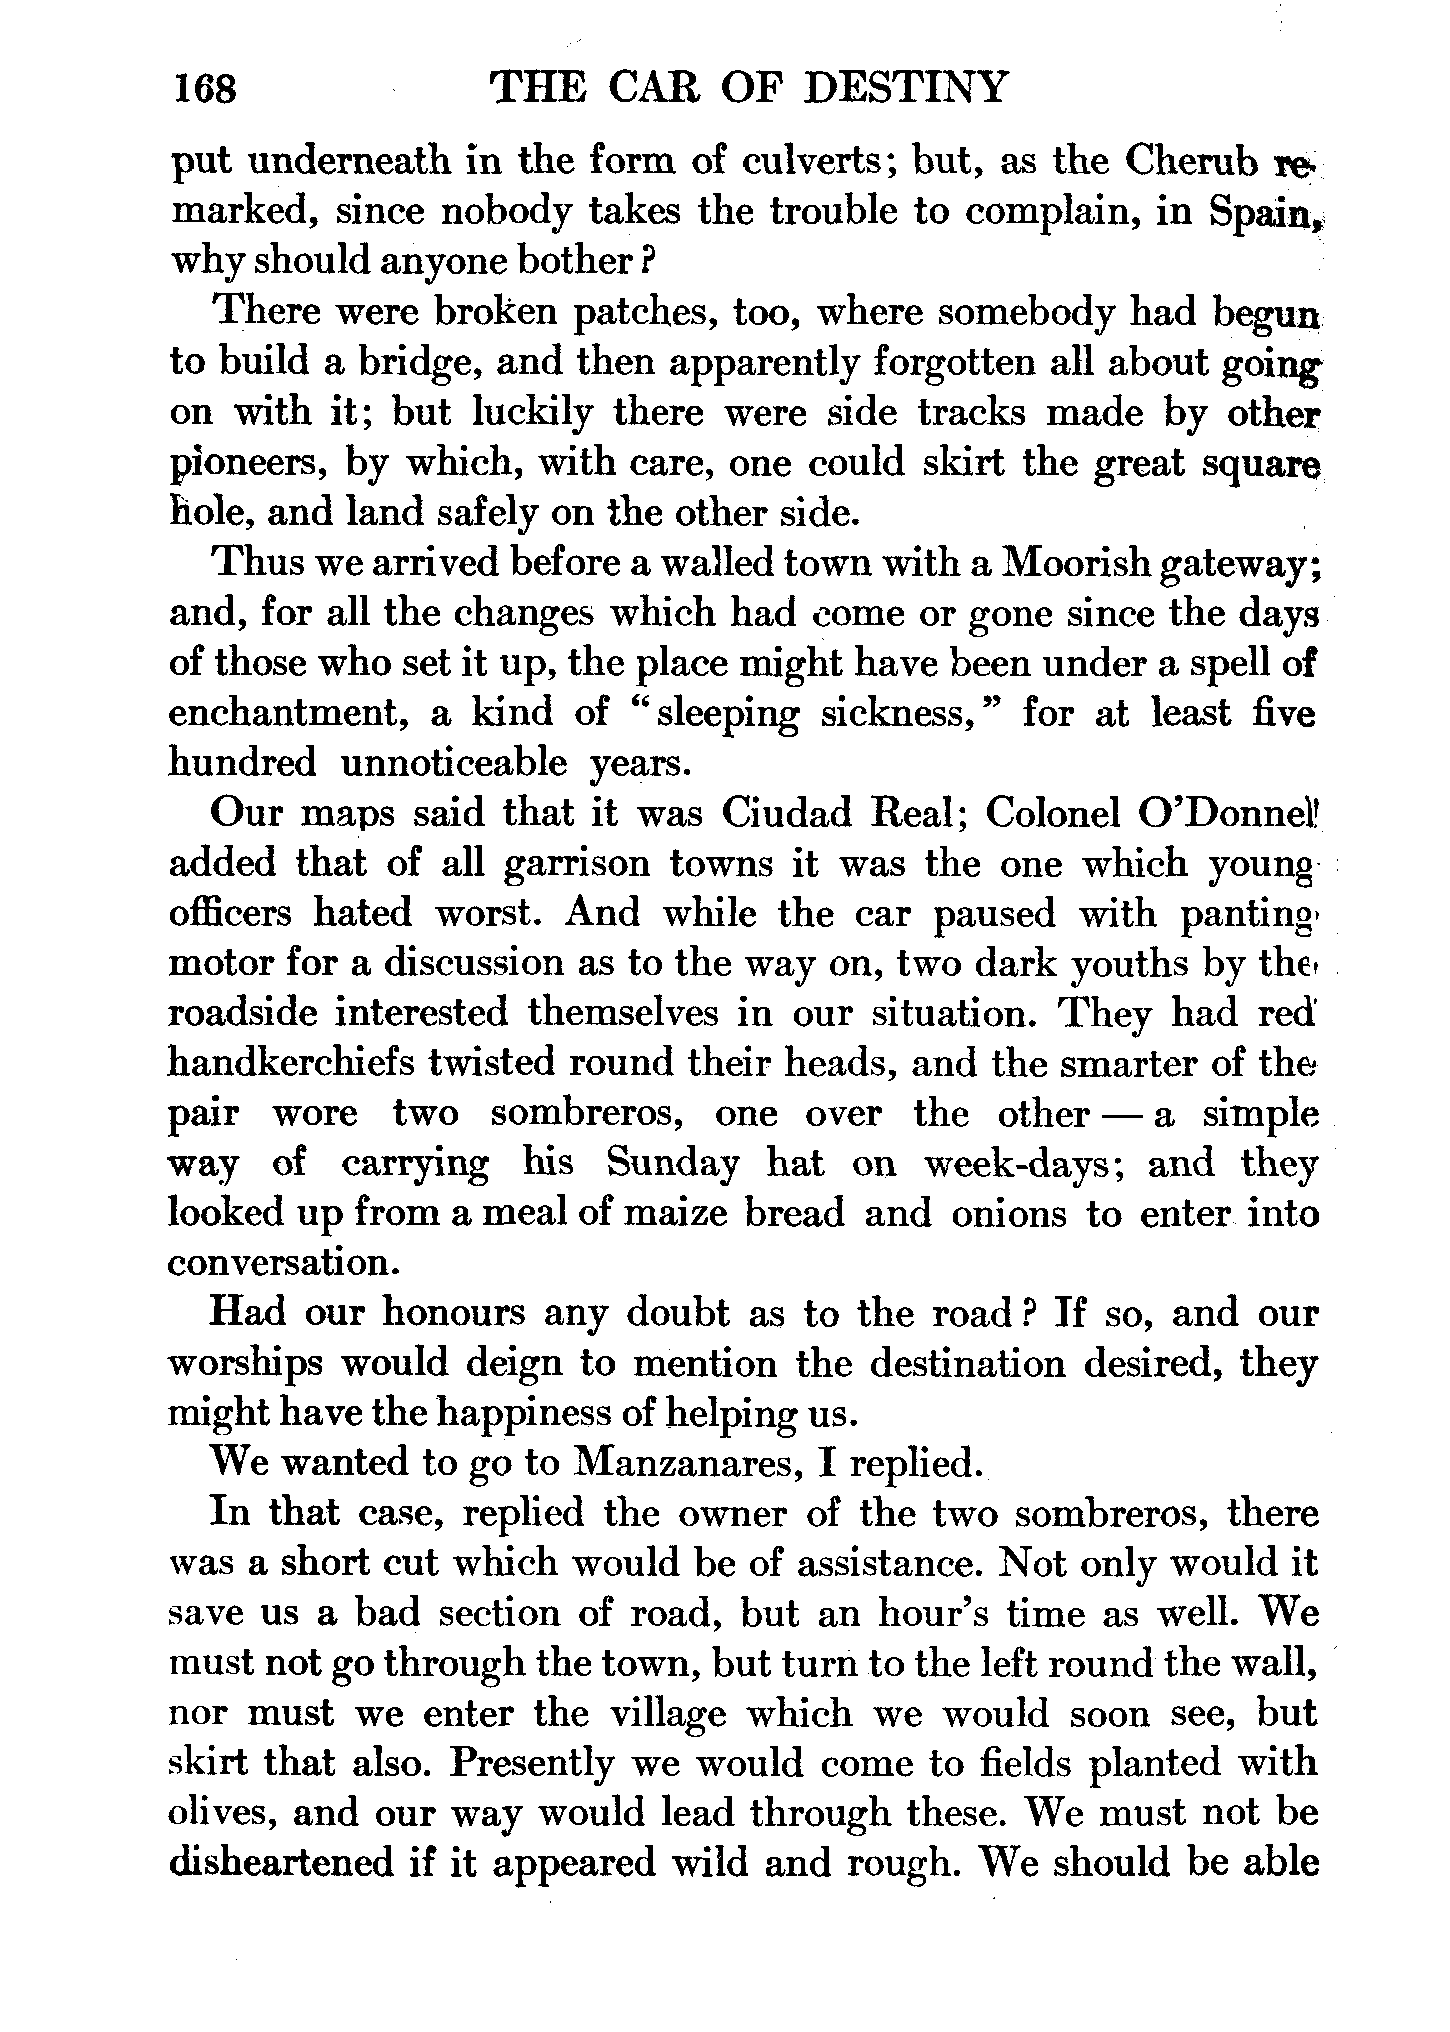 168 THE CAR OF DESTINY
put underneath in the form of culverts; but, as the Cherub re-
marked, since nobody takes the trouble to complain, in Spain,
why should anyone bother?
There were broken patches, too, where somebody had begun
to build a bridge, and then apparently forgotten all about going
on with it; but luckily there were side tracks made by other
pioneers, by which, with care, one could skirt the great square
hole, and land safely on the other side.
Thus we arrived before a walled town with a Moorish gateway;
and, for all the changes which had come or gone since the days
of those who set it up, the place might have been under a spell of
enchantment, a kind of "sleeping sickness," for at least five
hundred unnoticeable years.
Our maps said that it was Ciudad Real; Colonel O'Donnell
added that of all garrison towns it was the one which young
officers hated worst. And while the car paused with panting
motor for a discussion as to the way on, two dark youths by the
roadside interested themselves in our situation. They had red
handkerchiefs twisted round their heads, and the smarter of the
pair wore two sombreros, one over the other — a simple
way of carrying his Sunday hat on week-days; and they
looked up from a meal of maize bread and onions to enter into
conversation.
Had our honours any doubt as to the road? If so, and our
worships would deign to mention the destination desired, they
might have the happiness of helping us.
We wanted to go to Manzanares, I replied.
In that case, replied the owner of the two sombreros, there
was a short cut which would be of assistance. Not only would it
save us a bad section of road, but an hour's time as well. We
must not go through the town, but turn to the left round the wall,
nor must we enter the village which we would soon see, but
skirt that also. Presently we would come to fields planted with
olives, and our way would lead through these. We must not be
disheartened if it appeared wild and rough. We should be able